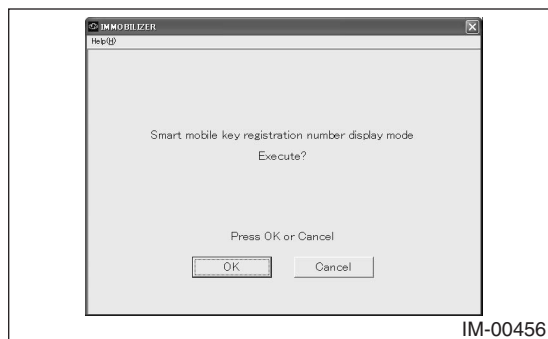 IMMOBILIZER
Help(H)
Smart mobile key registration number display mode
Execute?
Press OK or Cancel
OK Cancel
IM-00456